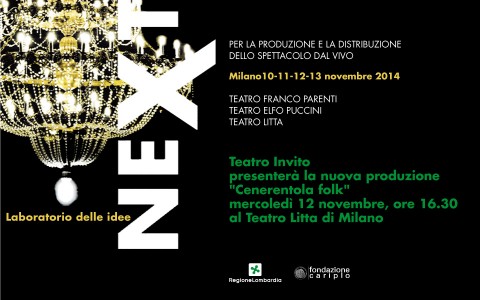 NEXT
Laboratorio delle idee
PER LA PRODUZIONE E LA DISTRIBUZIONE
DELLO SPETTACOLO DAL VIVO
Milano10-11-12-13 novembre 2014
TEATRO FRANCO PARENTI
TEATRO ELFO PUCCINI
TEATRO LITTA
Teatro Invito
presenterà la nuova produzione
"Cenerentola folk"
mercoledì 12 novembre, ore 16.30
al Teatro Litta di Milano
RegioneLombardia
fondazione
cariplo